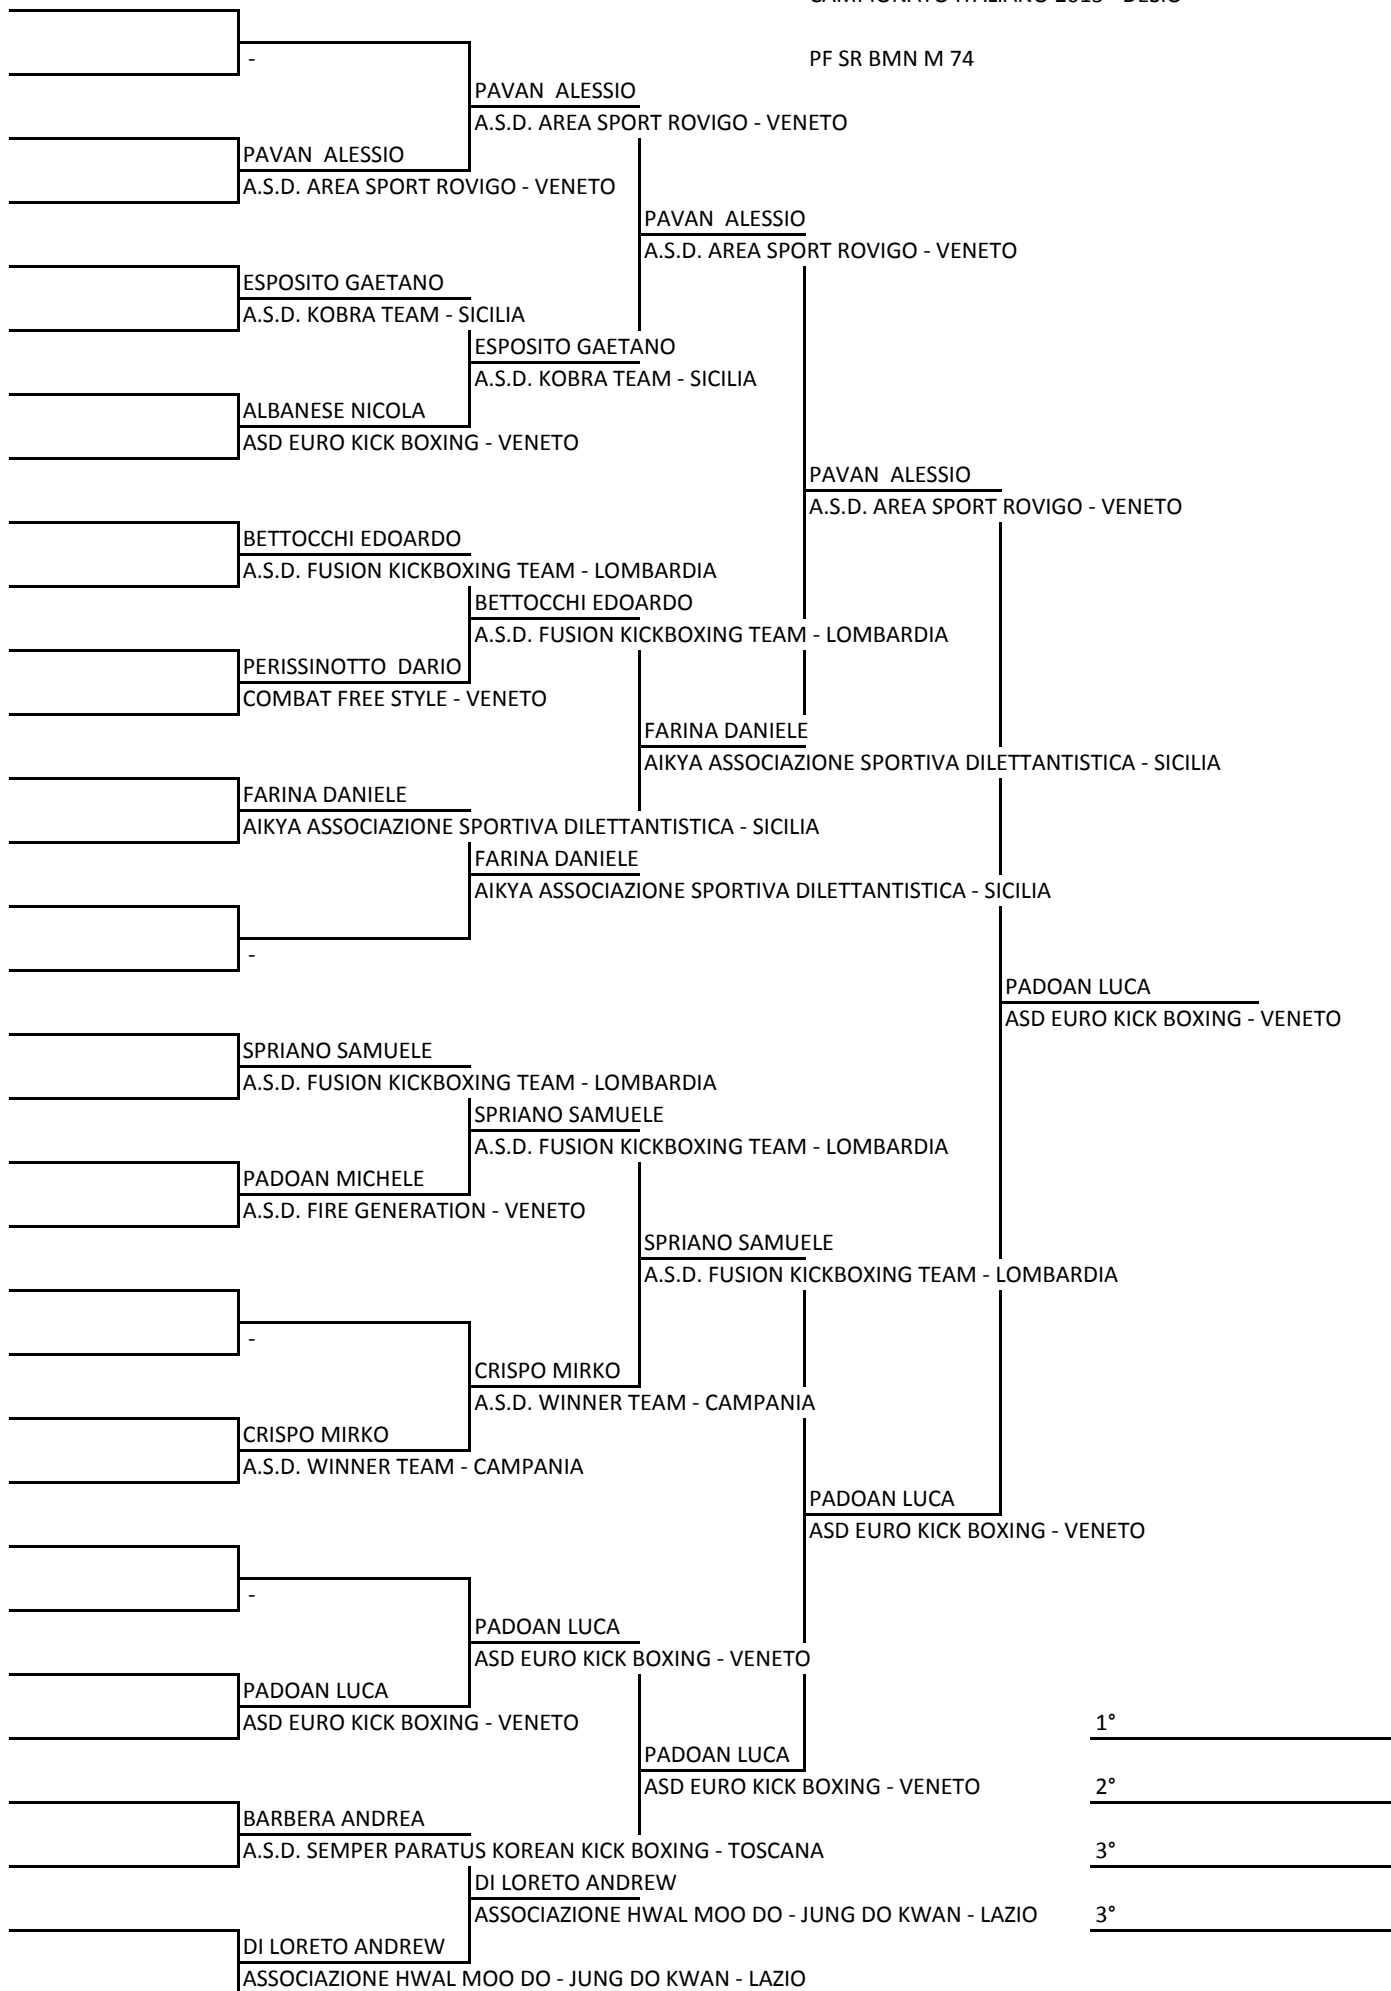 PF SR BMN M 74
-
PAVAN  ALESSIO
A.S.D. AREA SPORT ROVIGO - VENETO
PAVAN  ALESSIO
A.S.D. AREA SPORT ROVIGO - VENETO
PAVAN  ALESSIO
A.S.D. AREA SPORT ROVIGO - VENETO
ESPOSITO GAETANO
A.S.D. KOBRA TEAM - SICILIA
ESPOSITO GAETANO
A.S.D. KOBRA TEAM - SICILIA
ALBANESE NICOLA
ASD EURO KICK BOXING - VENETO
PAVAN  ALESSIO
A.S.D. AREA SPORT ROVIGO - VENETO
BETTOCCHI EDOARDO
A.S.D. FUSION KICKBOXING TEAM - LOMBARDIA
BETTOCCHI EDOARDO
A.S.D. FUSION KICKBOXING TEAM - LOMBARDIA
PERISSINOTTO  DARIO
COMBAT FREE STYLE - VENETO
FARINA DANIELE
AIKYA ASSOCIAZIONE SPORTIVA DILETTANTISTICA - SICILIA
FARINA DANIELE
AIKYA ASSOCIAZIONE SPORTIVA DILETTANTISTICA - SICILIA
FARINA DANIELE
AIKYA ASSOCIAZIONE SPORTIVA DILETTANTISTICA - SICILIA
-
PADOAN LUCA
ASD EURO KICK BOXING - VENETO
SPRIANO SAMUELE
A.S.D. FUSION KICKBOXING TEAM - LOMBARDIA
SPRIANO SAMUELE
A.S.D. FUSION KICKBOXING TEAM - LOMBARDIA
PADOAN MICHELE
A.S.D. FIRE GENERATION - VENETO
SPRIANO SAMUELE
A.S.D. FUSION KICKBOXING TEAM - LOMBARDIA
-
CRISPO MIRKO
A.S.D. WINNER TEAM - CAMPANIA
CRISPO MIRKO
A.S.D. WINNER TEAM - CAMPANIA
PADOAN LUCA
ASD EURO KICK BOXING - VENETO
-
PADOAN LUCA
ASD EURO KICK BOXING - VENETO
PADOAN LUCA
ASD EURO KICK BOXING - VENETO
1°
PADOAN LUCA
ASD EURO KICK BOXING - VENETO
2°
BARBERA ANDREA
A.S.D. SEMPER PARATUS KOREAN KICK BOXING - TOSCANA
3°
DI LORETO ANDREW
ASSOCIAZIONE HWAL MOO DO - JUNG DO KWAN - LAZIO
3°
DI LORETO ANDREW
ASSOCIAZIONE HWAL MOO DO - JUNG DO KWAN - LAZIO